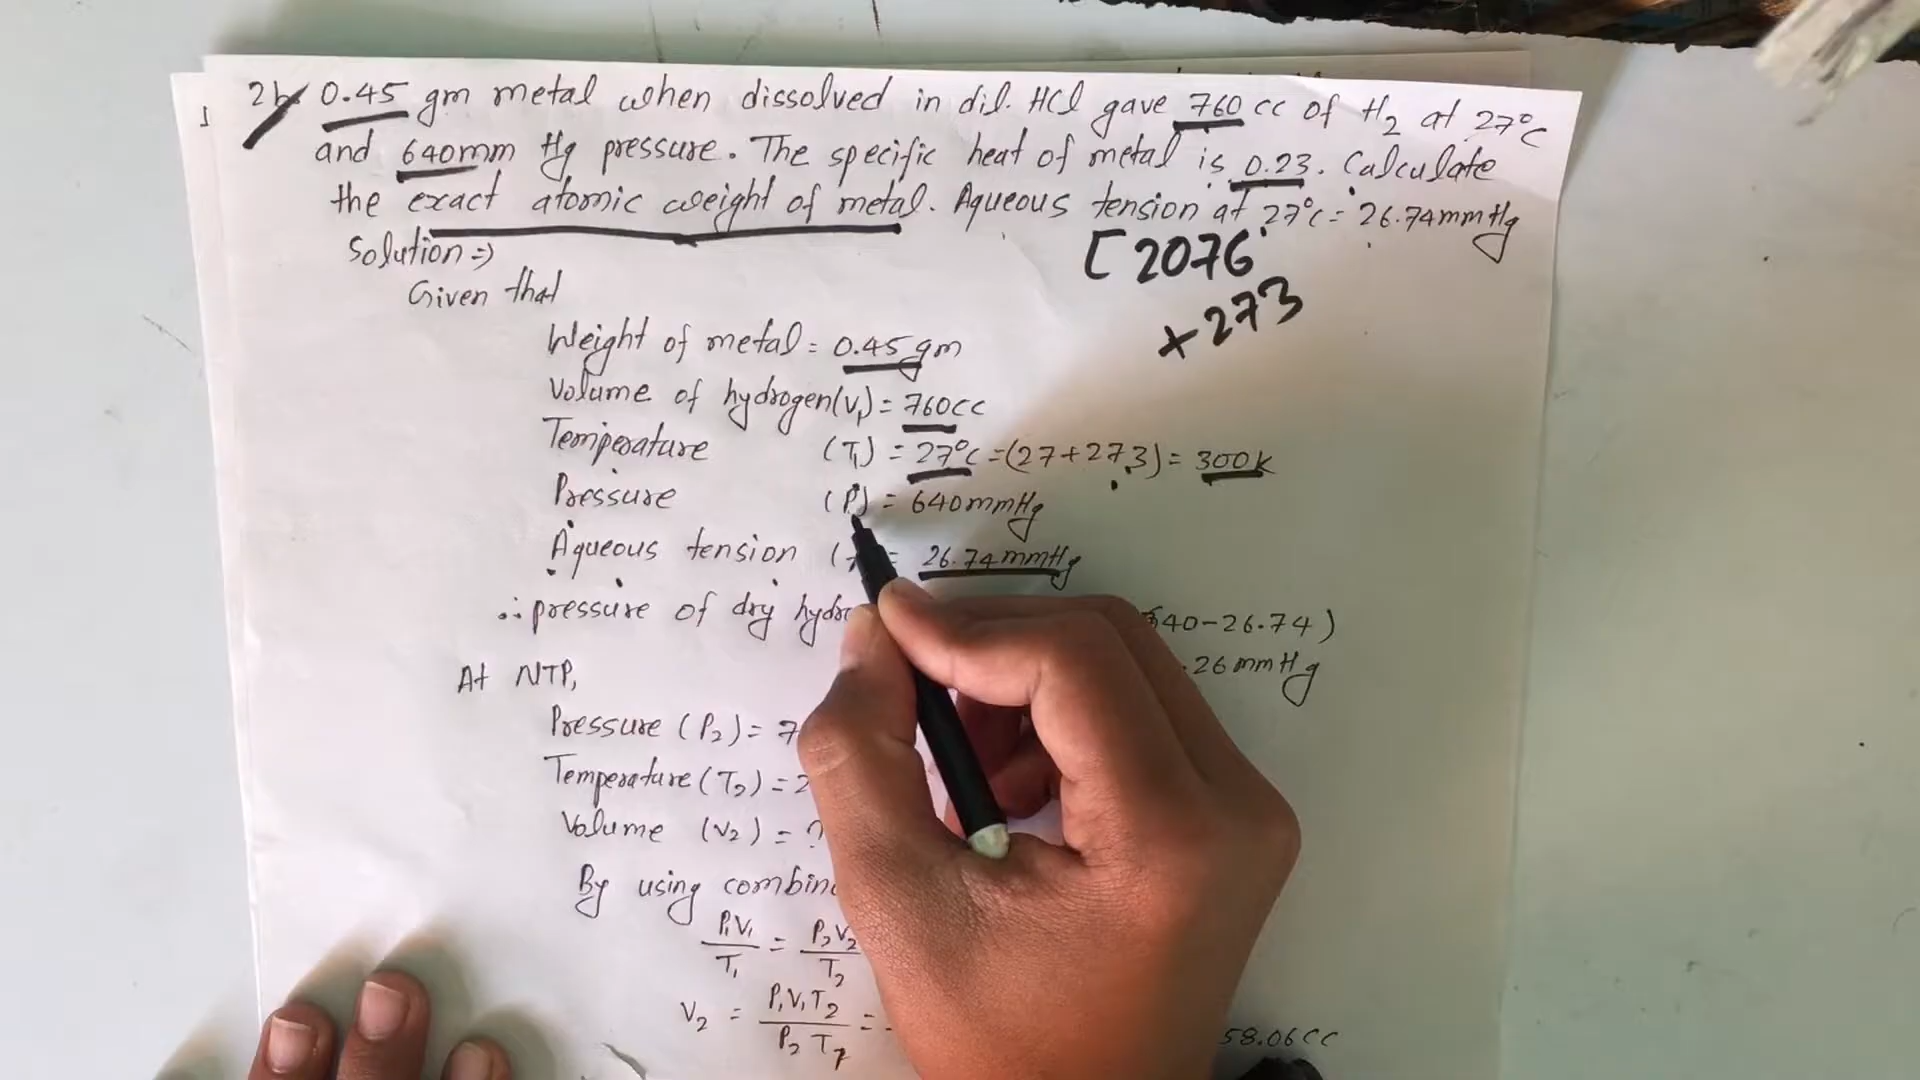 2b. 0.45 gm metal when dissolved in dil. HCl gave 760 cc of H₂ at 27°C
and 640mm Hg pressure. The specific heat of metal is 0.23. Calculate
the exact atomic weight of metal. Aqueous tension at 27°C = 26.74mmHg
[2076
+273
Solution ⇒
Given that
Weight of metal = 0.45 gm
Volume of hydrogen (V₁) = 760cc
Temperature (T₁) = 27°C = (27+273) = 300K
Pressure (P) = 640mmHg
Aqueous tension ( = 26.74mmHg
∴ pressure of dry 40-26.74)
.26 mmHg
At NTP,
Pressure (P₂) = 7
Temperature (T₂) = 2
Volume (V₂) = ?
By using
P₁V₁/T₁ = P₂V₂/T₂
V₂ = P₁V₁T₂/P₂T₁ = 58.06CC